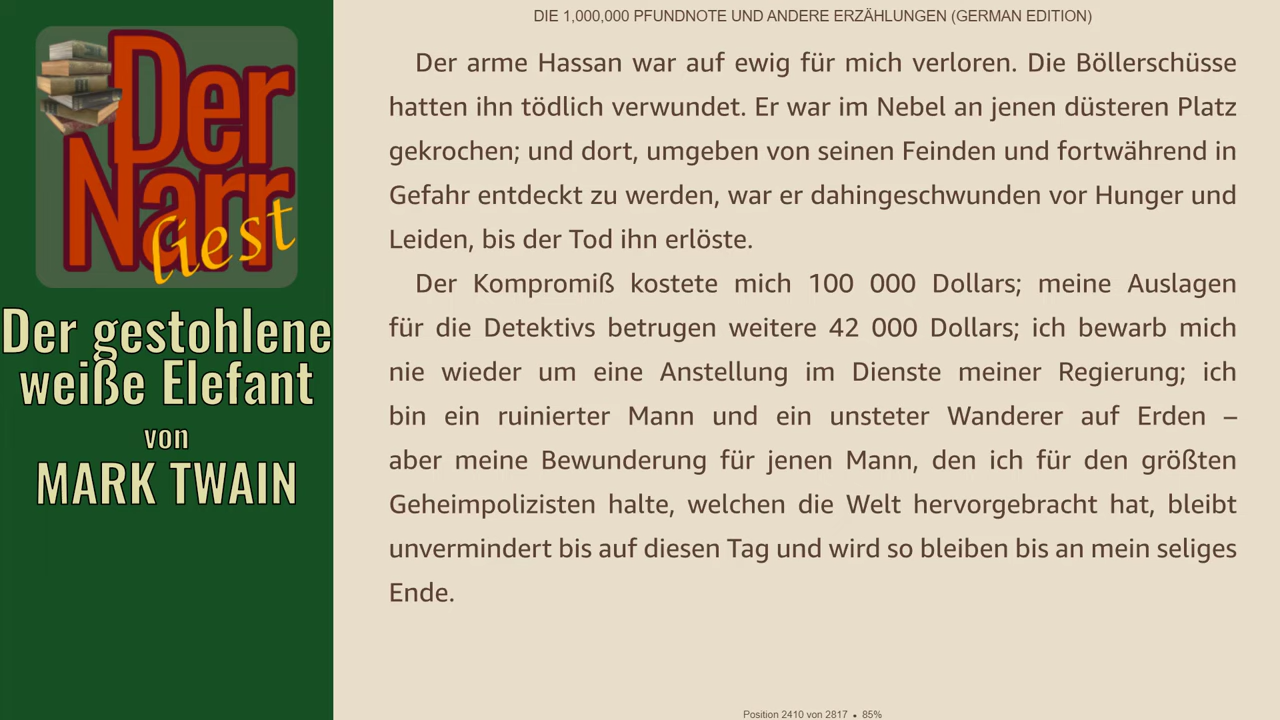 Der
Narr
liest
Der gestohlene
weiße Elefant
von
MARK TWAIN
DIE 1,000,000 PFUNDNOTE UND ANDERE ERZÄHLUNGEN (GERMAN EDITION)
Der arme Hassan war auf ewig für mich verloren. Die Böllerschüsse
hatten ihn tödlich verwundet. Er war im Nebel an jenen düsteren Platz
gekrochen; und dort, umgeben von seinen Feinden und fortwährend in
Gefahr entdeckt zu werden, war er dahingeschwunden vor Hunger und
Leiden, bis der Tod ihn erlöste.
Der Kompromiß kostete mich 100 000 Dollars; meine Auslagen
für die Detektivs betrugen weitere 42 000 Dollars; ich bewarb mich
nie wieder um eine Anstellung im Dienste meiner Regierung; ich
bin ein ruinierter Mann und ein unsteter Wanderer auf Erden –
aber meine Bewunderung für jenen Mann, den ich für den größten
Geheimpolizisten halte, welchen die Welt hervorgebracht hat, bleibt
unvermindert bis auf diesen Tag und wird so bleiben bis an mein seliges
Ende.
Position 2410 von 2817 • 85%